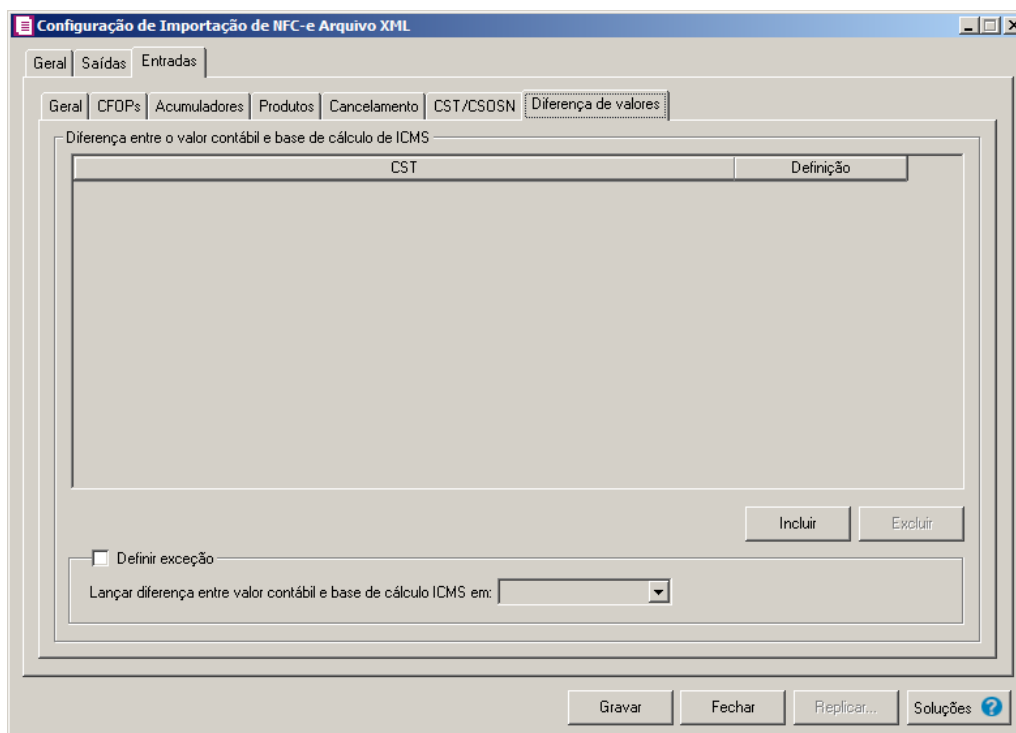 Configuração de Importação de NFC-e Arquivo XML
Geral Saídas Entradas
Geral CFOPs Acumuladores Produtos Cancelamento CST/CSOSN Diferença de valores
Diferença entre o valor contábil e base de cálculo de ICMS
CST Definição
Incluir Excluir
Definir exceção
Lançar diferença entre valor contábil e base de cálculo ICMS em:
Gravar Fechar Replicar... Soluções ?